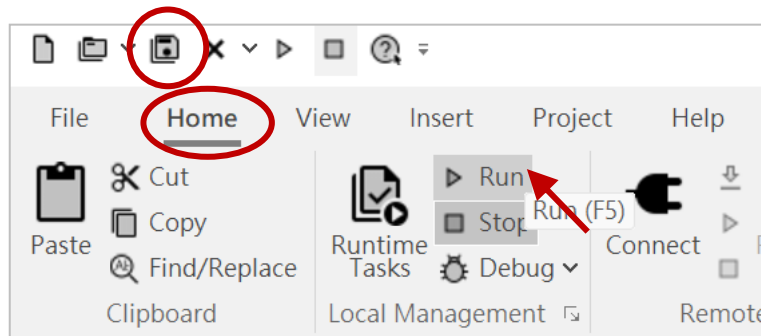 File Home View Insert Project Help
Cut
Run
Run (F5)
Copy
Stop
Paste
Runtime
Tasks
Connect
Find/Replace
Debug
Clipboard
Local Management
Remote